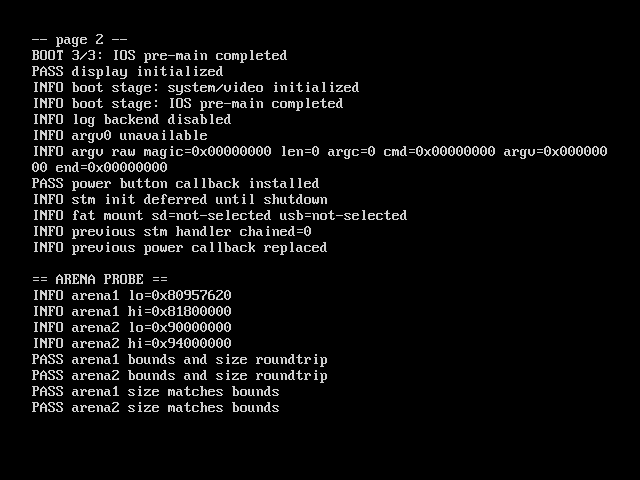 -- page 2 --
BOOT 3/3: IOS pre-main completed
PASS display initialized
INFO boot stage: system/video initialized
INFO boot stage: IOS pre-main completed
INFO log backend disabled
INFO argv0 unavailable
INFO argv raw magic=0x00000000 len=0 argc=0 cmd=0x00000000 argv=0x000000
00 end=0x00000000
PASS power button callback installed
INFO stm init deferred until shutdown
INFO fat mount sd=not-selected usb=not-selected
INFO previous stm handler chained=0
INFO previous power callback replaced
== ARENA PROBE ==
INFO arena1 lo=0x80957620
INFO arena1 hi=0x81800000
INFO arena2 lo=0x90000000
INFO arena2 hi=0x94000000
PASS arena1 bounds and size roundtrip
PASS arena2 bounds and size roundtrip
PASS arena1 size matches bounds
PASS arena2 size matches bounds